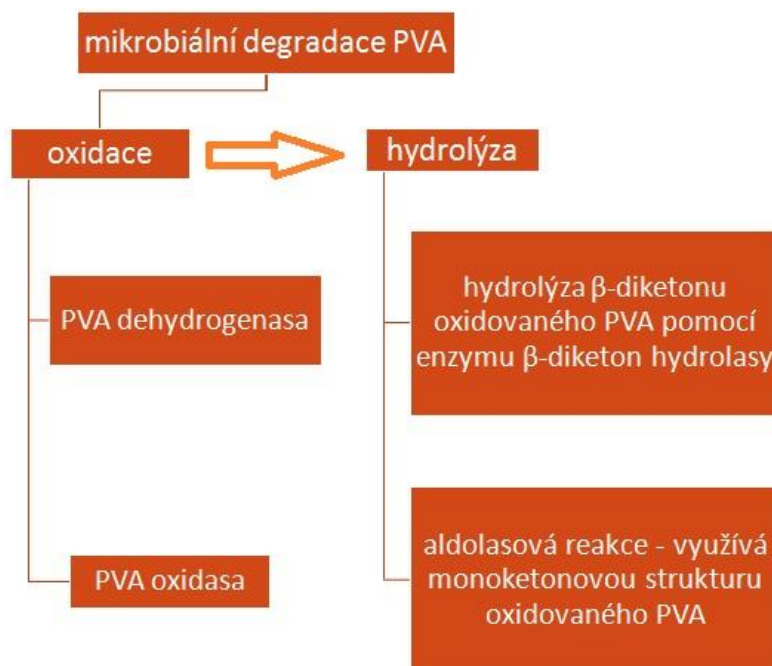 mikrobiální degradace PVA
oxidace
hydrolýza
PVA dehydrogenasa
PVA oxidasa
hydrolýza β-diketonu
oxidovaného PVA pomocí
enzymu β-diketon hydrolasy
aldolasová reakce - využívá
monoketonovou strukturu
oxidovaného PVA